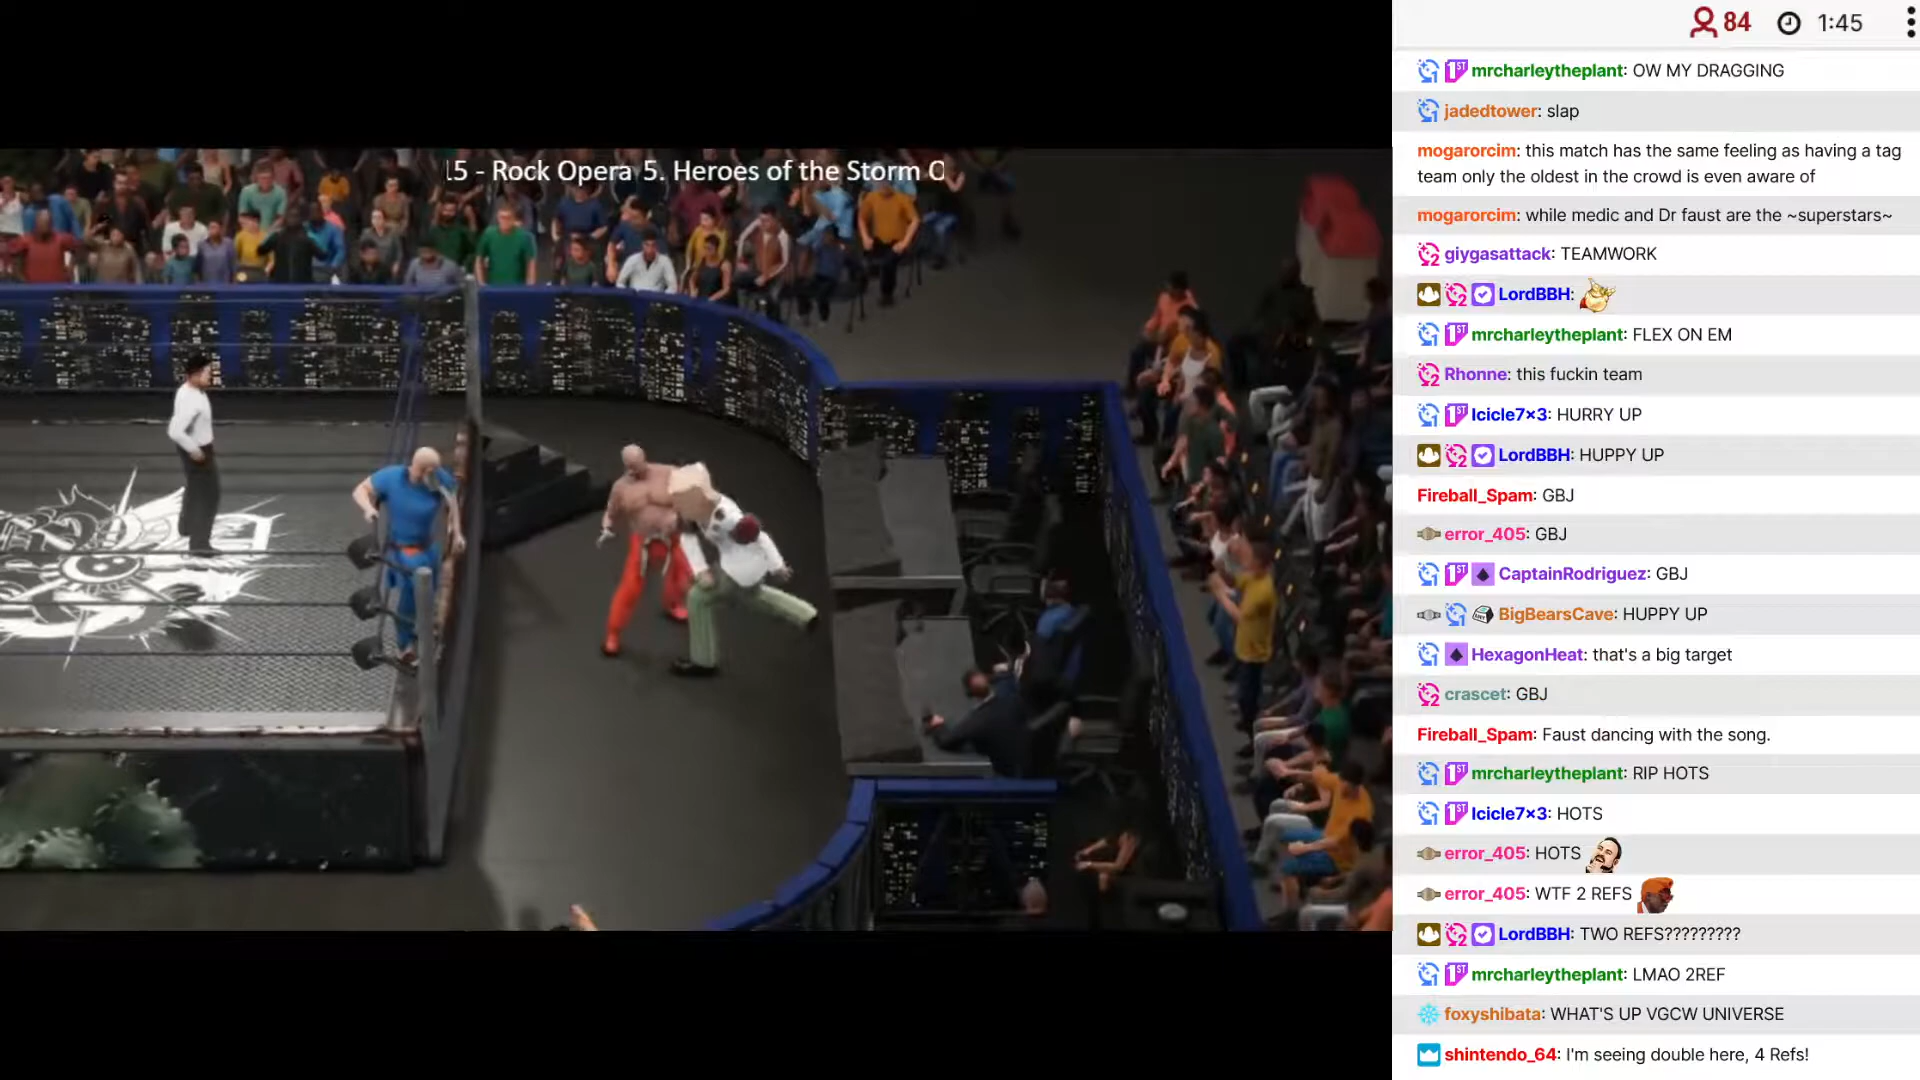 15 - Rock Opera 5. Heroes of the Storm O
84 1:45
mrcharleytheplant: OW MY DRAGGING
jadedtower: slap
mogarorcim: this match has the same feeling as having a tag
team only the oldest in the crowd is even aware of
mogarorcim: while medic and Dr faust are the ~superstars~
giygasattack: TEAMWORK
LordBBH:
mrcharleytheplant: FLEX ON EM
Rhonne: this fuckin team
Icicle7x3: HURRY UP
LordBBH: HUPPY UP
Fireball_Spam: GBJ
error_405: GBJ
CaptainRodriguez: GBJ
BigBearsCave: HUPPY UP
HexagonHeat: that's a big target
crascet: GBJ
Fireball_Spam: Faust dancing with the song.
mrcharleytheplant: RIP HOTS
Icicle7x3: HOTS
error_405: HOTS
error_405: WTF 2 REFS
LordBBH: TWO REFS?????????
mrcharleytheplant: LMAO 2REF
foxyshibata: WHAT'S UP VGCW UNIVERSE
shintendo_64: I'm seeing double here, 4 Refs!